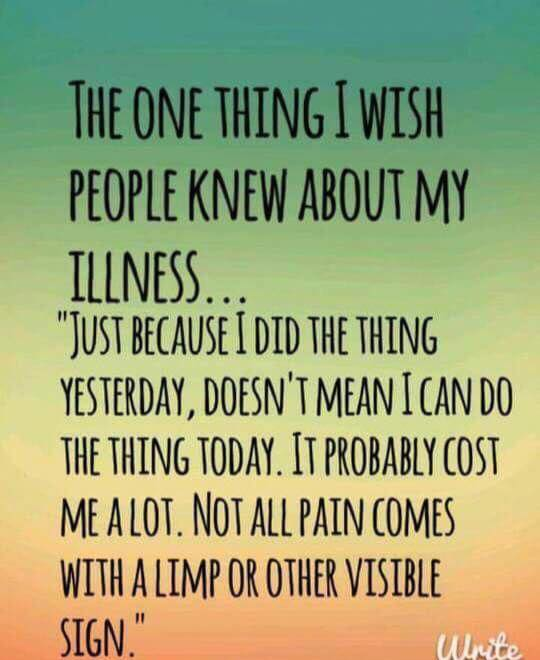 THE ONE THING I WISH
PEOPLE KNEW ABOUT MY
ILLNESS...
"JUST BECAUSE I DID THE THING
YESTERDAY, DOESN'T MEAN I CAN DO
THE THING TODAY. IT PROBABLY COST
ME A LOT. NOT ALL PAIN COMES
WITH A LIMP OR OTHER VISIBLE
SIGN."
Write